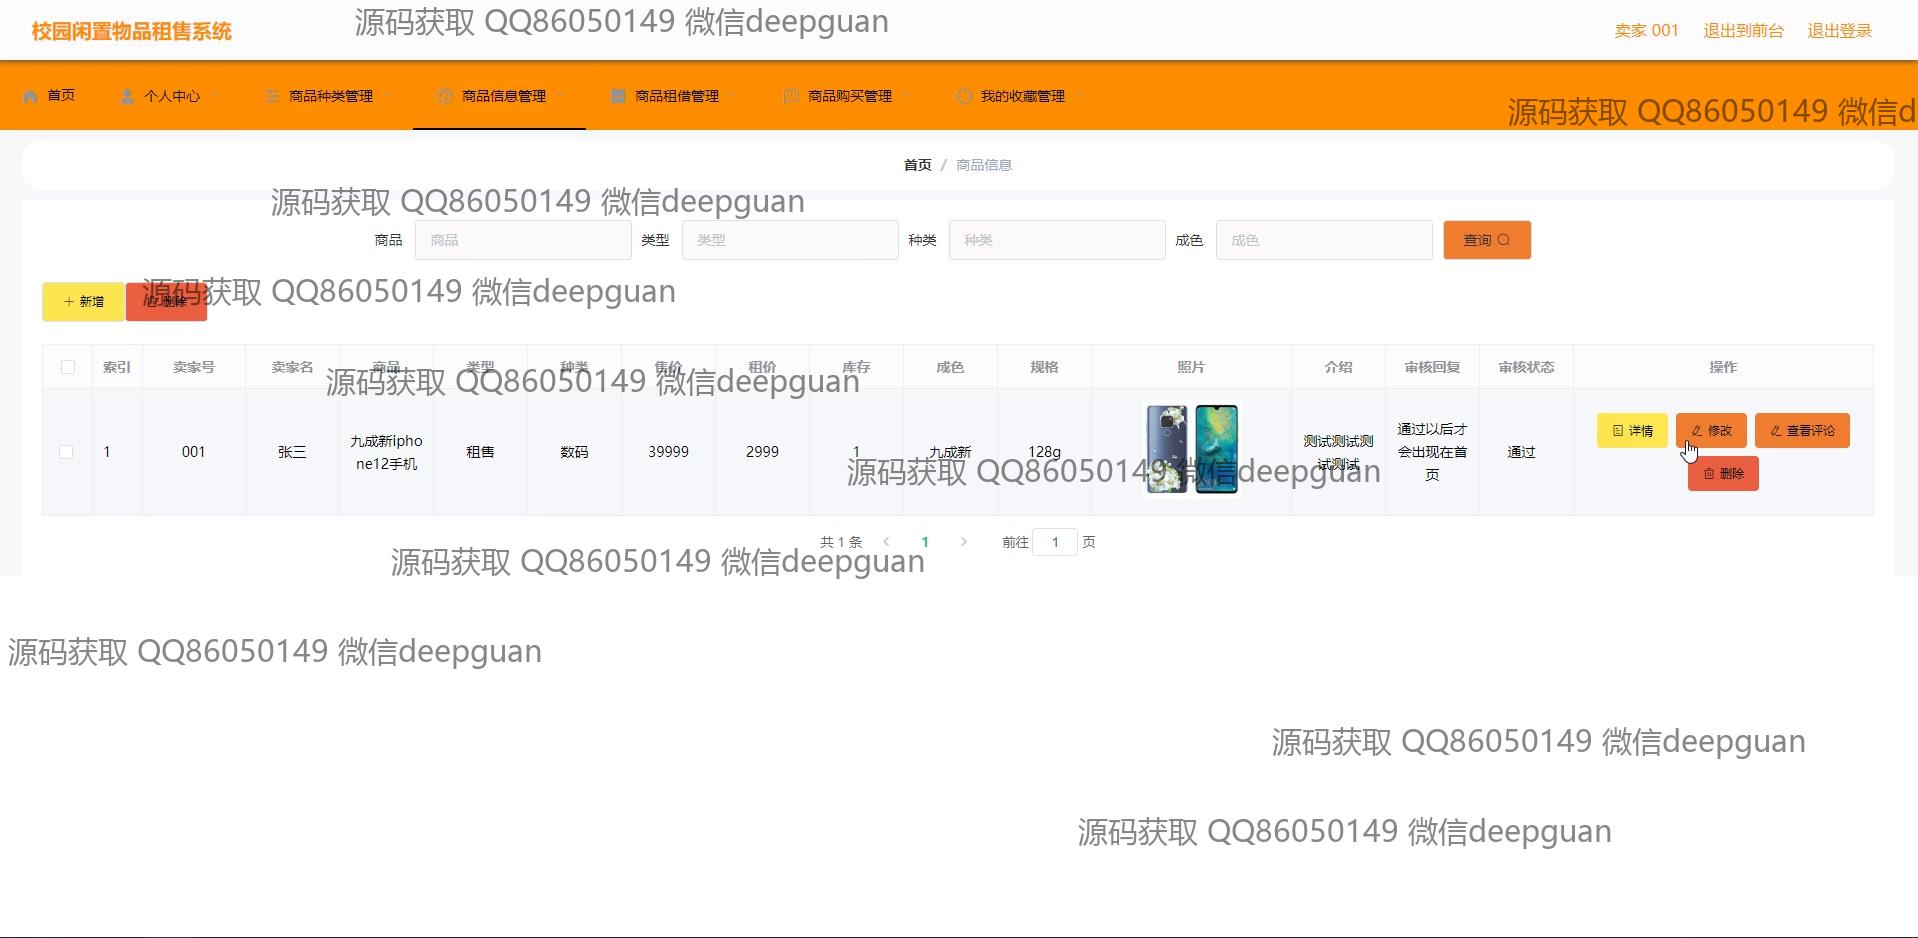 校园闲置物品租售系统
源码获取 QQ86050149 微信deepguan
卖家 001 退出到前台 退出登录
首页 个人中心 商品种类管理 商品信息管理 商品租借管理 商品购买管理 我的收藏管理
源码获取 QQ86050149 微信d
首页 / 商品信息
源码获取 QQ86050149 微信deepguan
商品 商品 类型 类型 种类 种类 成色 成色 查询
源码获取 QQ86050149 微信deepguan
新增 删除
索引 卖家号 卖家名 商品 类型 种类 售价 租价 库存 成色 规格 照片 介绍 审核回复 审核状态 操作
源码获取 QQ86050149 微信deepguan
1 001 张三 九成新ipho
ne12手机 租售 数码 39999 2999 1 九成新 128g 测试测试测
试测试 通过以后才
会出现在首
页 通过 详情 修改 查看评论
删除
源码获取 QQ86050149 微信deepguan
共 1 条 1 前往 1 页
源码获取 QQ86050149 微信deepguan
源码获取 QQ86050149 微信deepguan
源码获取 QQ86050149 微信deepguan
源码获取 QQ86050149 微信deepguan